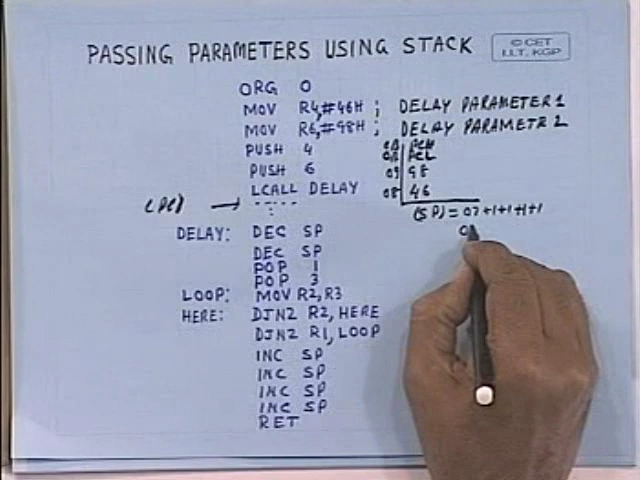 PASSING PARAMETERS USING STACK
© CET
I.I.T. KGP
ORG 0
MOV R4,#46H ; DELAY PARAMETER 1
MOV R6,#98H ; DELAY PARAMETR 2
PUSH 4
PUSH 6
LCALL DELAY
PCH
PCL
09 98
08 46
(PC) → -----
(SP) = 07+1+1+1+1
DELAY: DEC SP
DEC SP
POP 1
POP 3
LOOP: MOV R2,R3
HERE: DJNZ R2,HERE
DJNZ R1,LOOP
INC SP
INC SP
INC SP
INC SP
RET